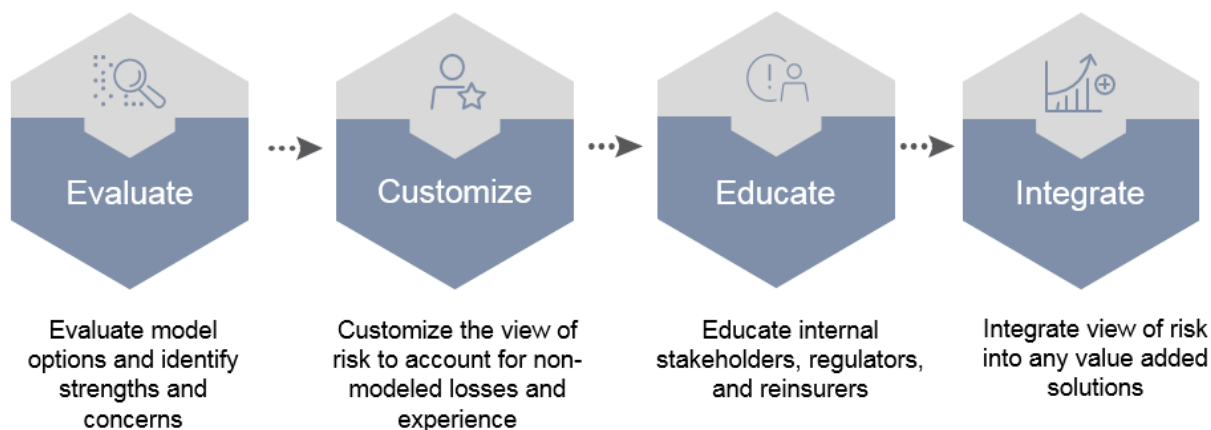 Evaluate
Customize
Educate
Integrate
Evaluate model
options and identify
strengths and
concerns
Customize the view of
risk to account for non-
modeled losses and
experience
Educate internal
stakeholders, regulators,
and reinsurers
Integrate view of risk
into any value added
solutions